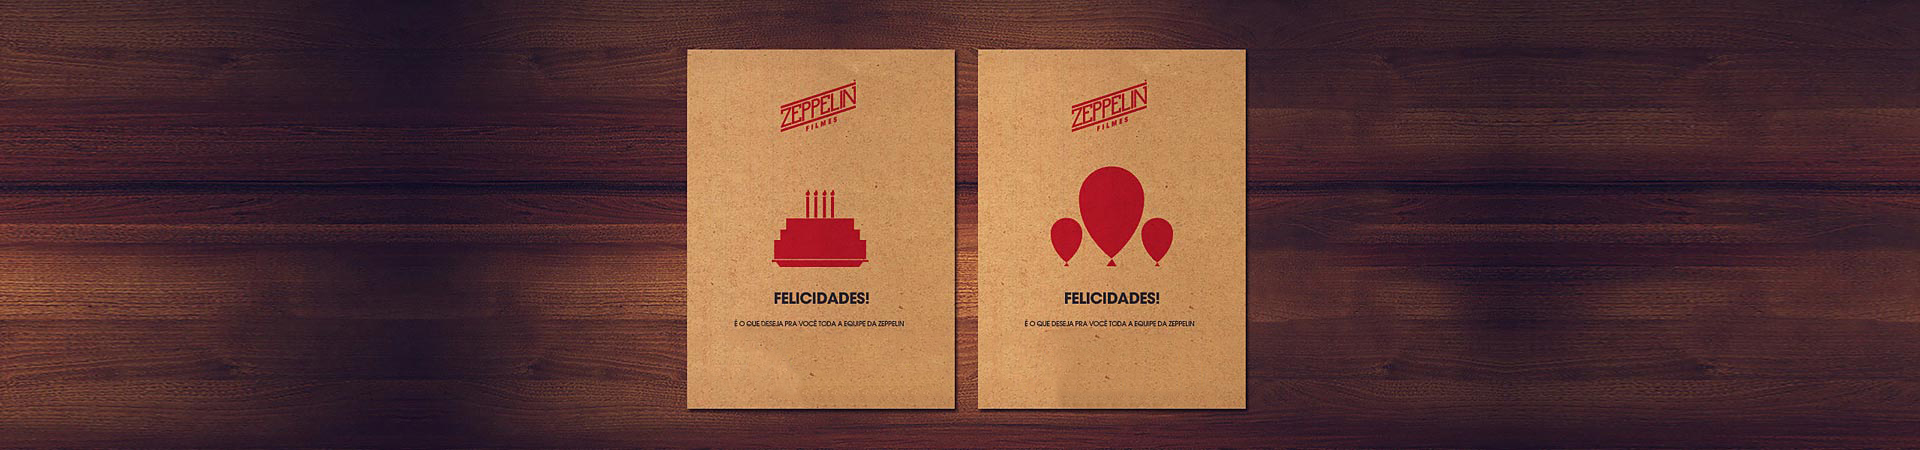 ZEPPELIN
FILMES
FELICIDADES!
É O QUE DESEJA PRA VOCÊ TODA A EQUIPE DA ZEPPELIN
ZEPPELIN
FILMES
FELICIDADES!
É O QUE DESEJA PRA VOCÊ TODA A EQUIPE DA ZEPPELIN